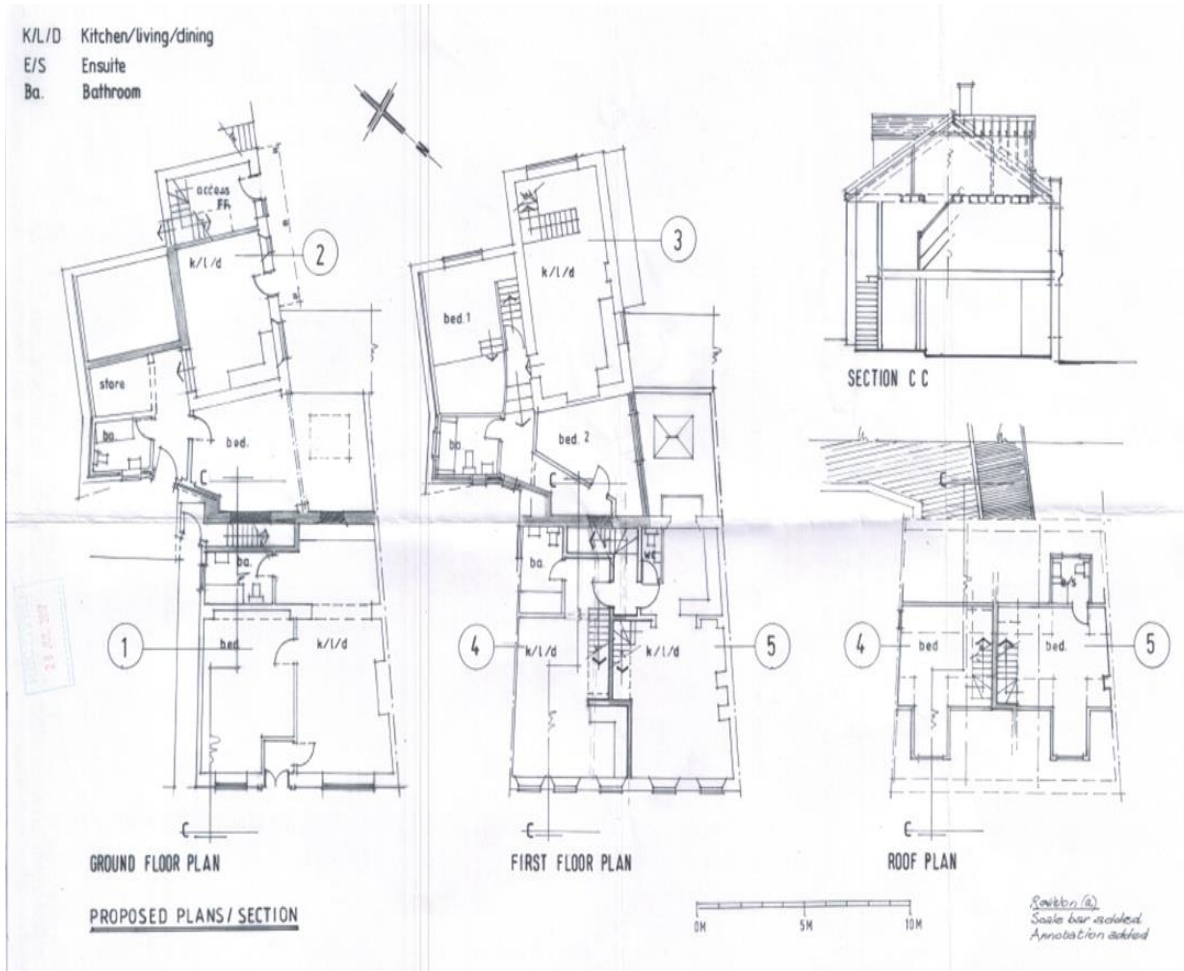 K/L/D Kitchen/living/dining
E/S Ensuite
Ba. Bathroom
access
FF
2
k/l/d
store
ba.
bed.
C
ba.
1
bed
k/l/d
C
GROUND FLOOR PLAN
3
k/l/d
bed.1
ba
bed. 2
C
ba.
wc
4
k/l/d
k/l/d
5
C
FIRST FLOOR PLAN
SECTION C C
C
e/s
4
bed
bed.
5
C
ROOF PLAN
PROPOSED PLANS/ SECTION
0M
5M
10M
Revision (a)
Scale bar added
Annotation added